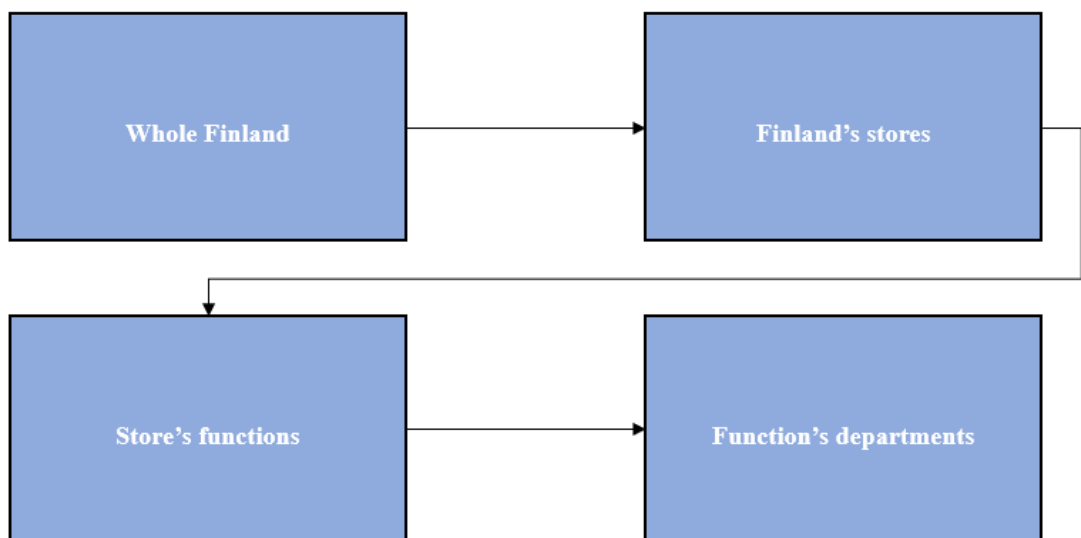 Whole Finland
Finland’s stores
Store’s functions
Function’s departments